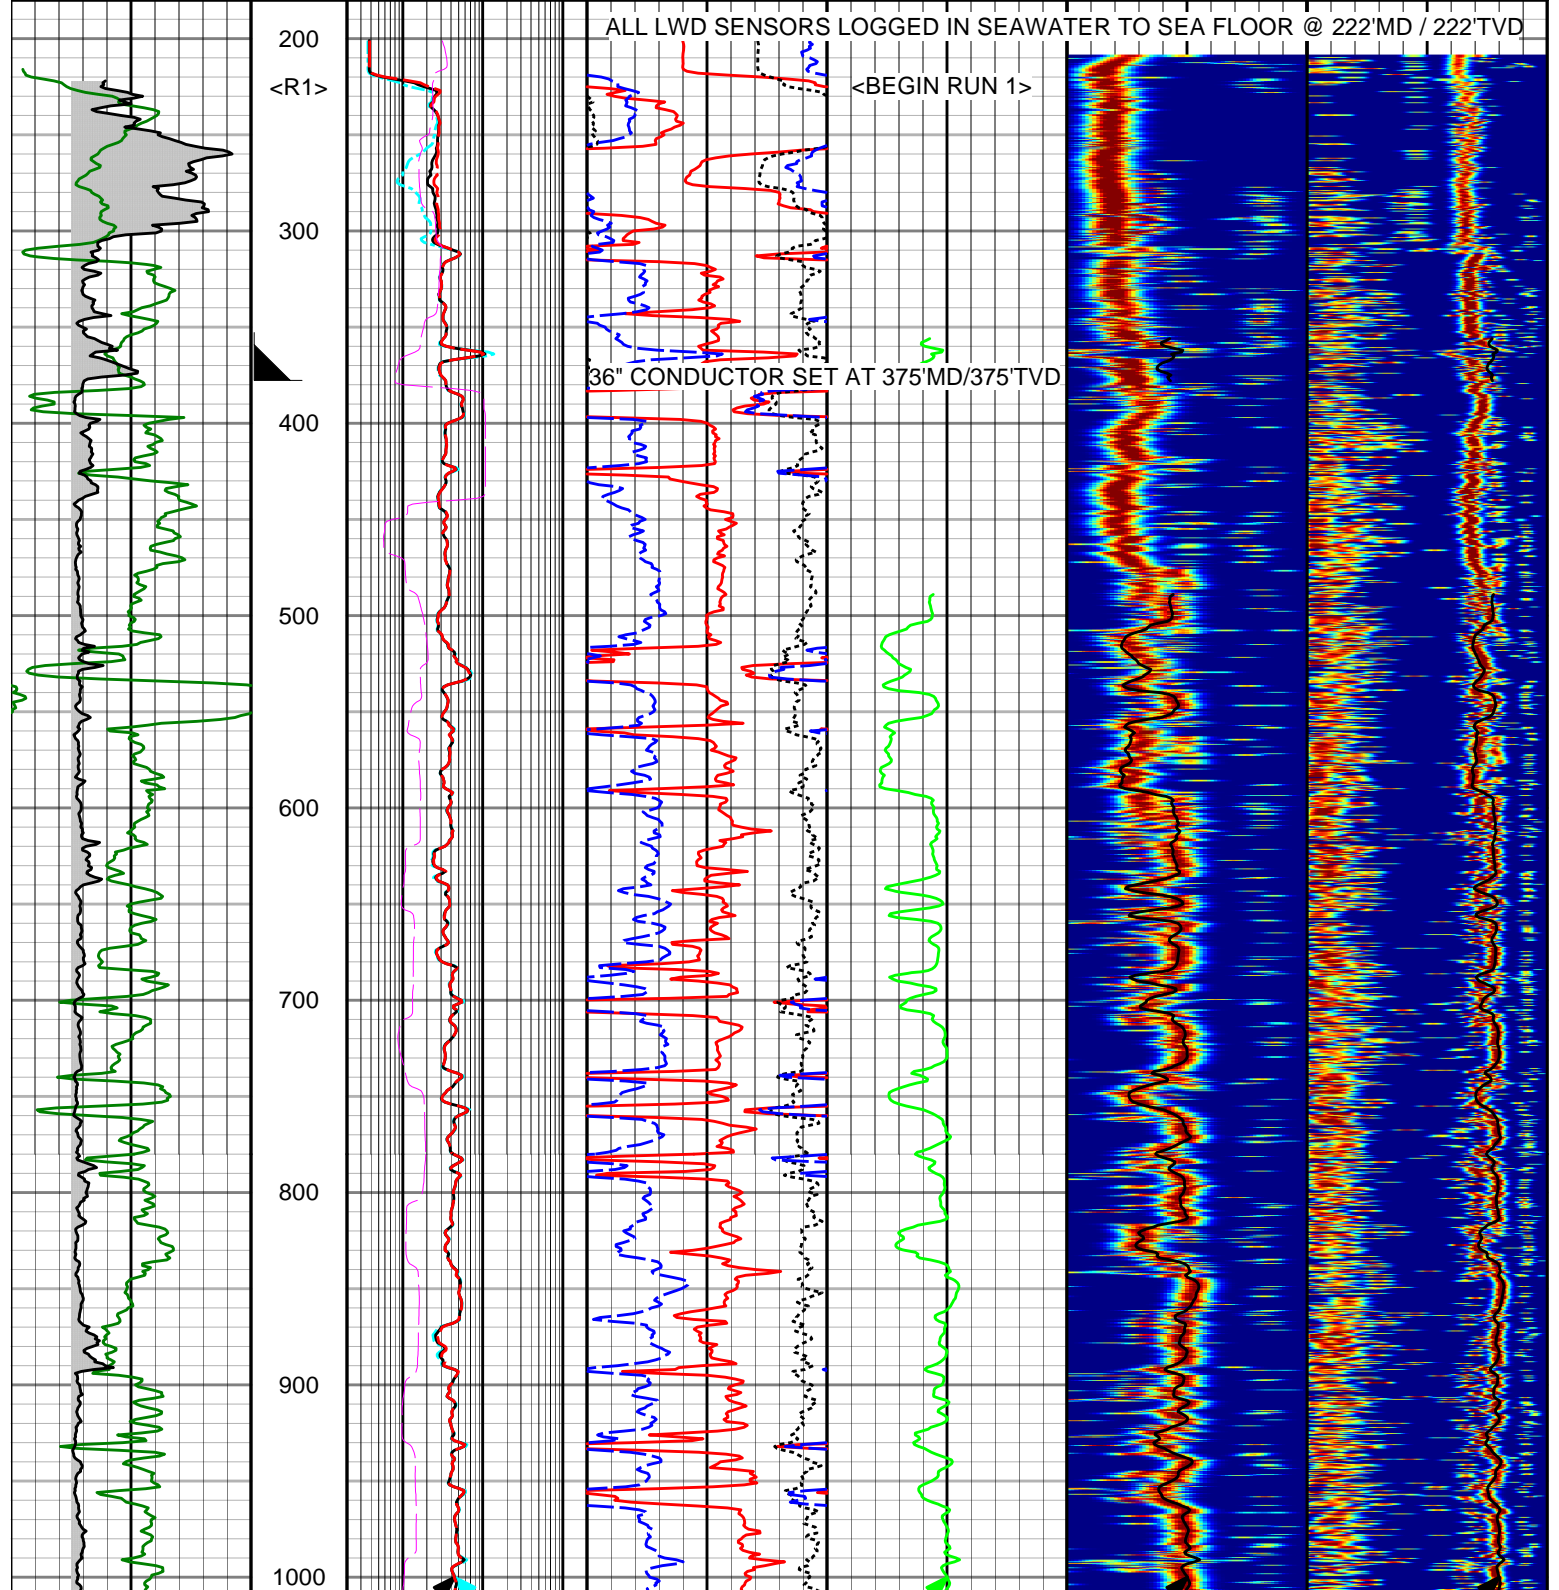 ALL LWD SENSORS LOGGED IN SEAWATER TO SEA FLOOR @ 222'MD / 222'TVD
200
<R1>
<BEGIN RUN 1>
300
36" CONDUCTOR SET AT 375'MD/375'TVD
400
500
600
700
800
900
1000